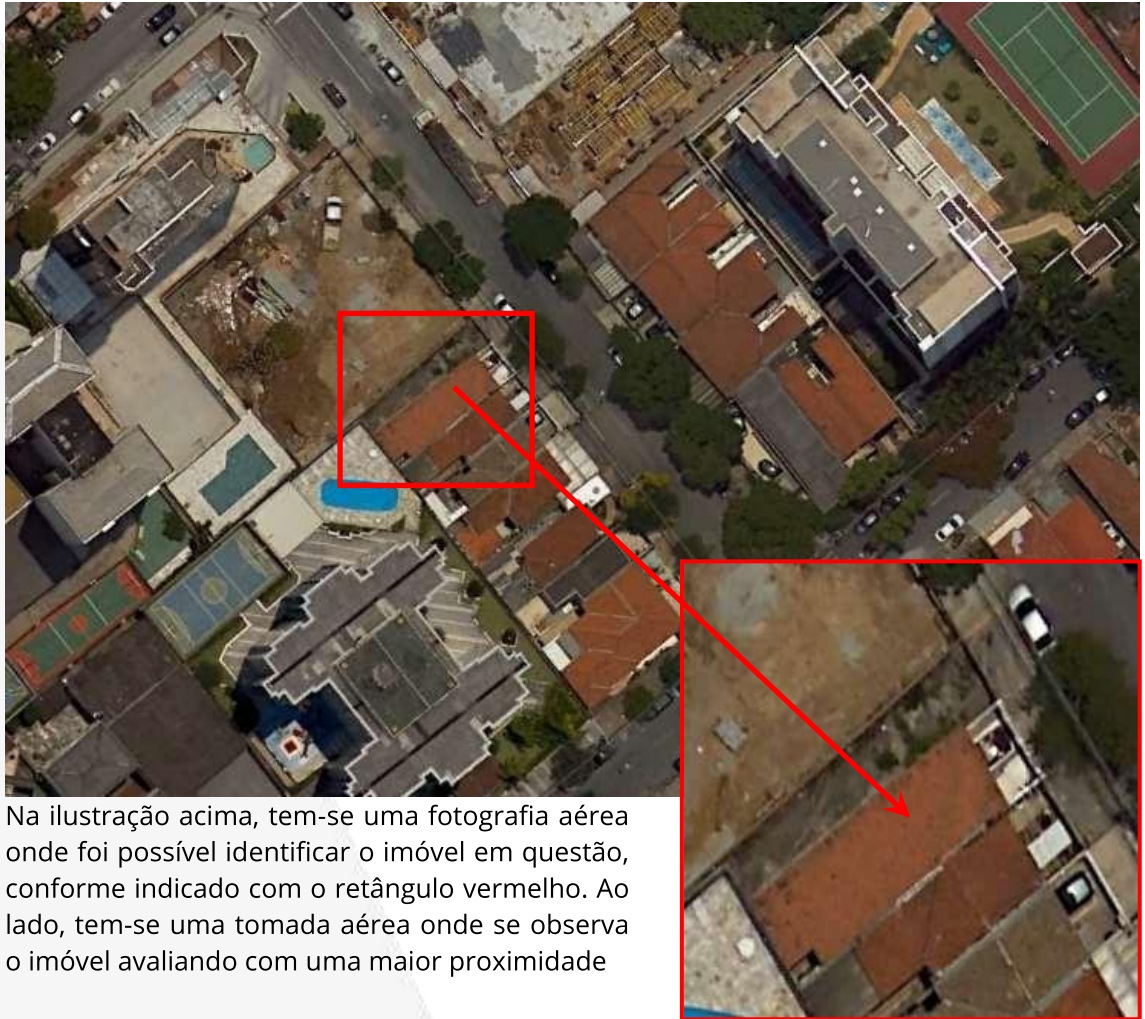 Na ilustração acima, tem-se uma fotografia aérea
onde foi possível identificar o imóvel em questão,
conforme indicado com o retângulo vermelho. Ao
lado, tem-se uma tomada aérea onde se observa
o imóvel avaliando com uma maior proximidade